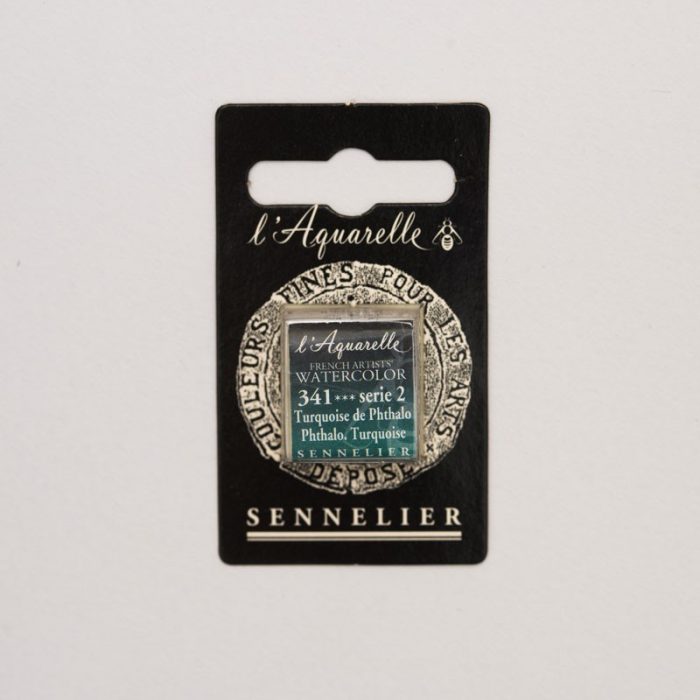 l'Aquarelle
COULEURS FINES POUR LES ARTS
l'Aquarelle
FRENCH ARTISTS'
WATERCOLOR
341*** serie 2
Turquoise de Phthalo
Phthalo. Turquoise
SENNELIER
DÉPOSÉ
SENNELIER